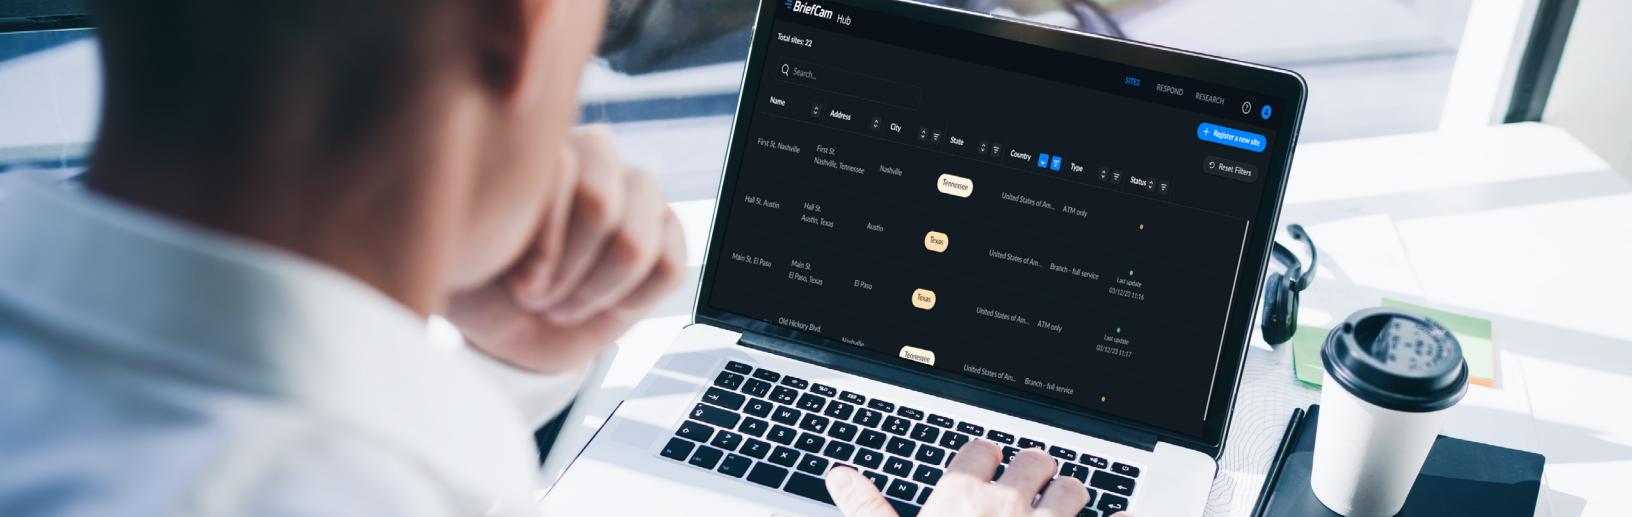 BriefCam Hub
Total sites: 22
SITES RESPOND RESEARCH
Search...
Register a new site
Reset Filters
Name Address City State Country Type Status
First St. Nashville
First St.
Nashville, Tennessee
Nashville
Tennessee
United States of Am...
ATM only
Hall St. Austin
Hall St.
Austin, Texas
Austin
Texas
United States of Am...
Branch - full service
Last update
03/12/23 11:16
Main St, El Paso
Main St.
El Paso, Texas
El Paso
Texas
United States of Am...
ATM only
Last update
03/12/23 11:17
Old Hickory Blvd.
Nashville
Tennessee
United States of Am...
Branch - full service